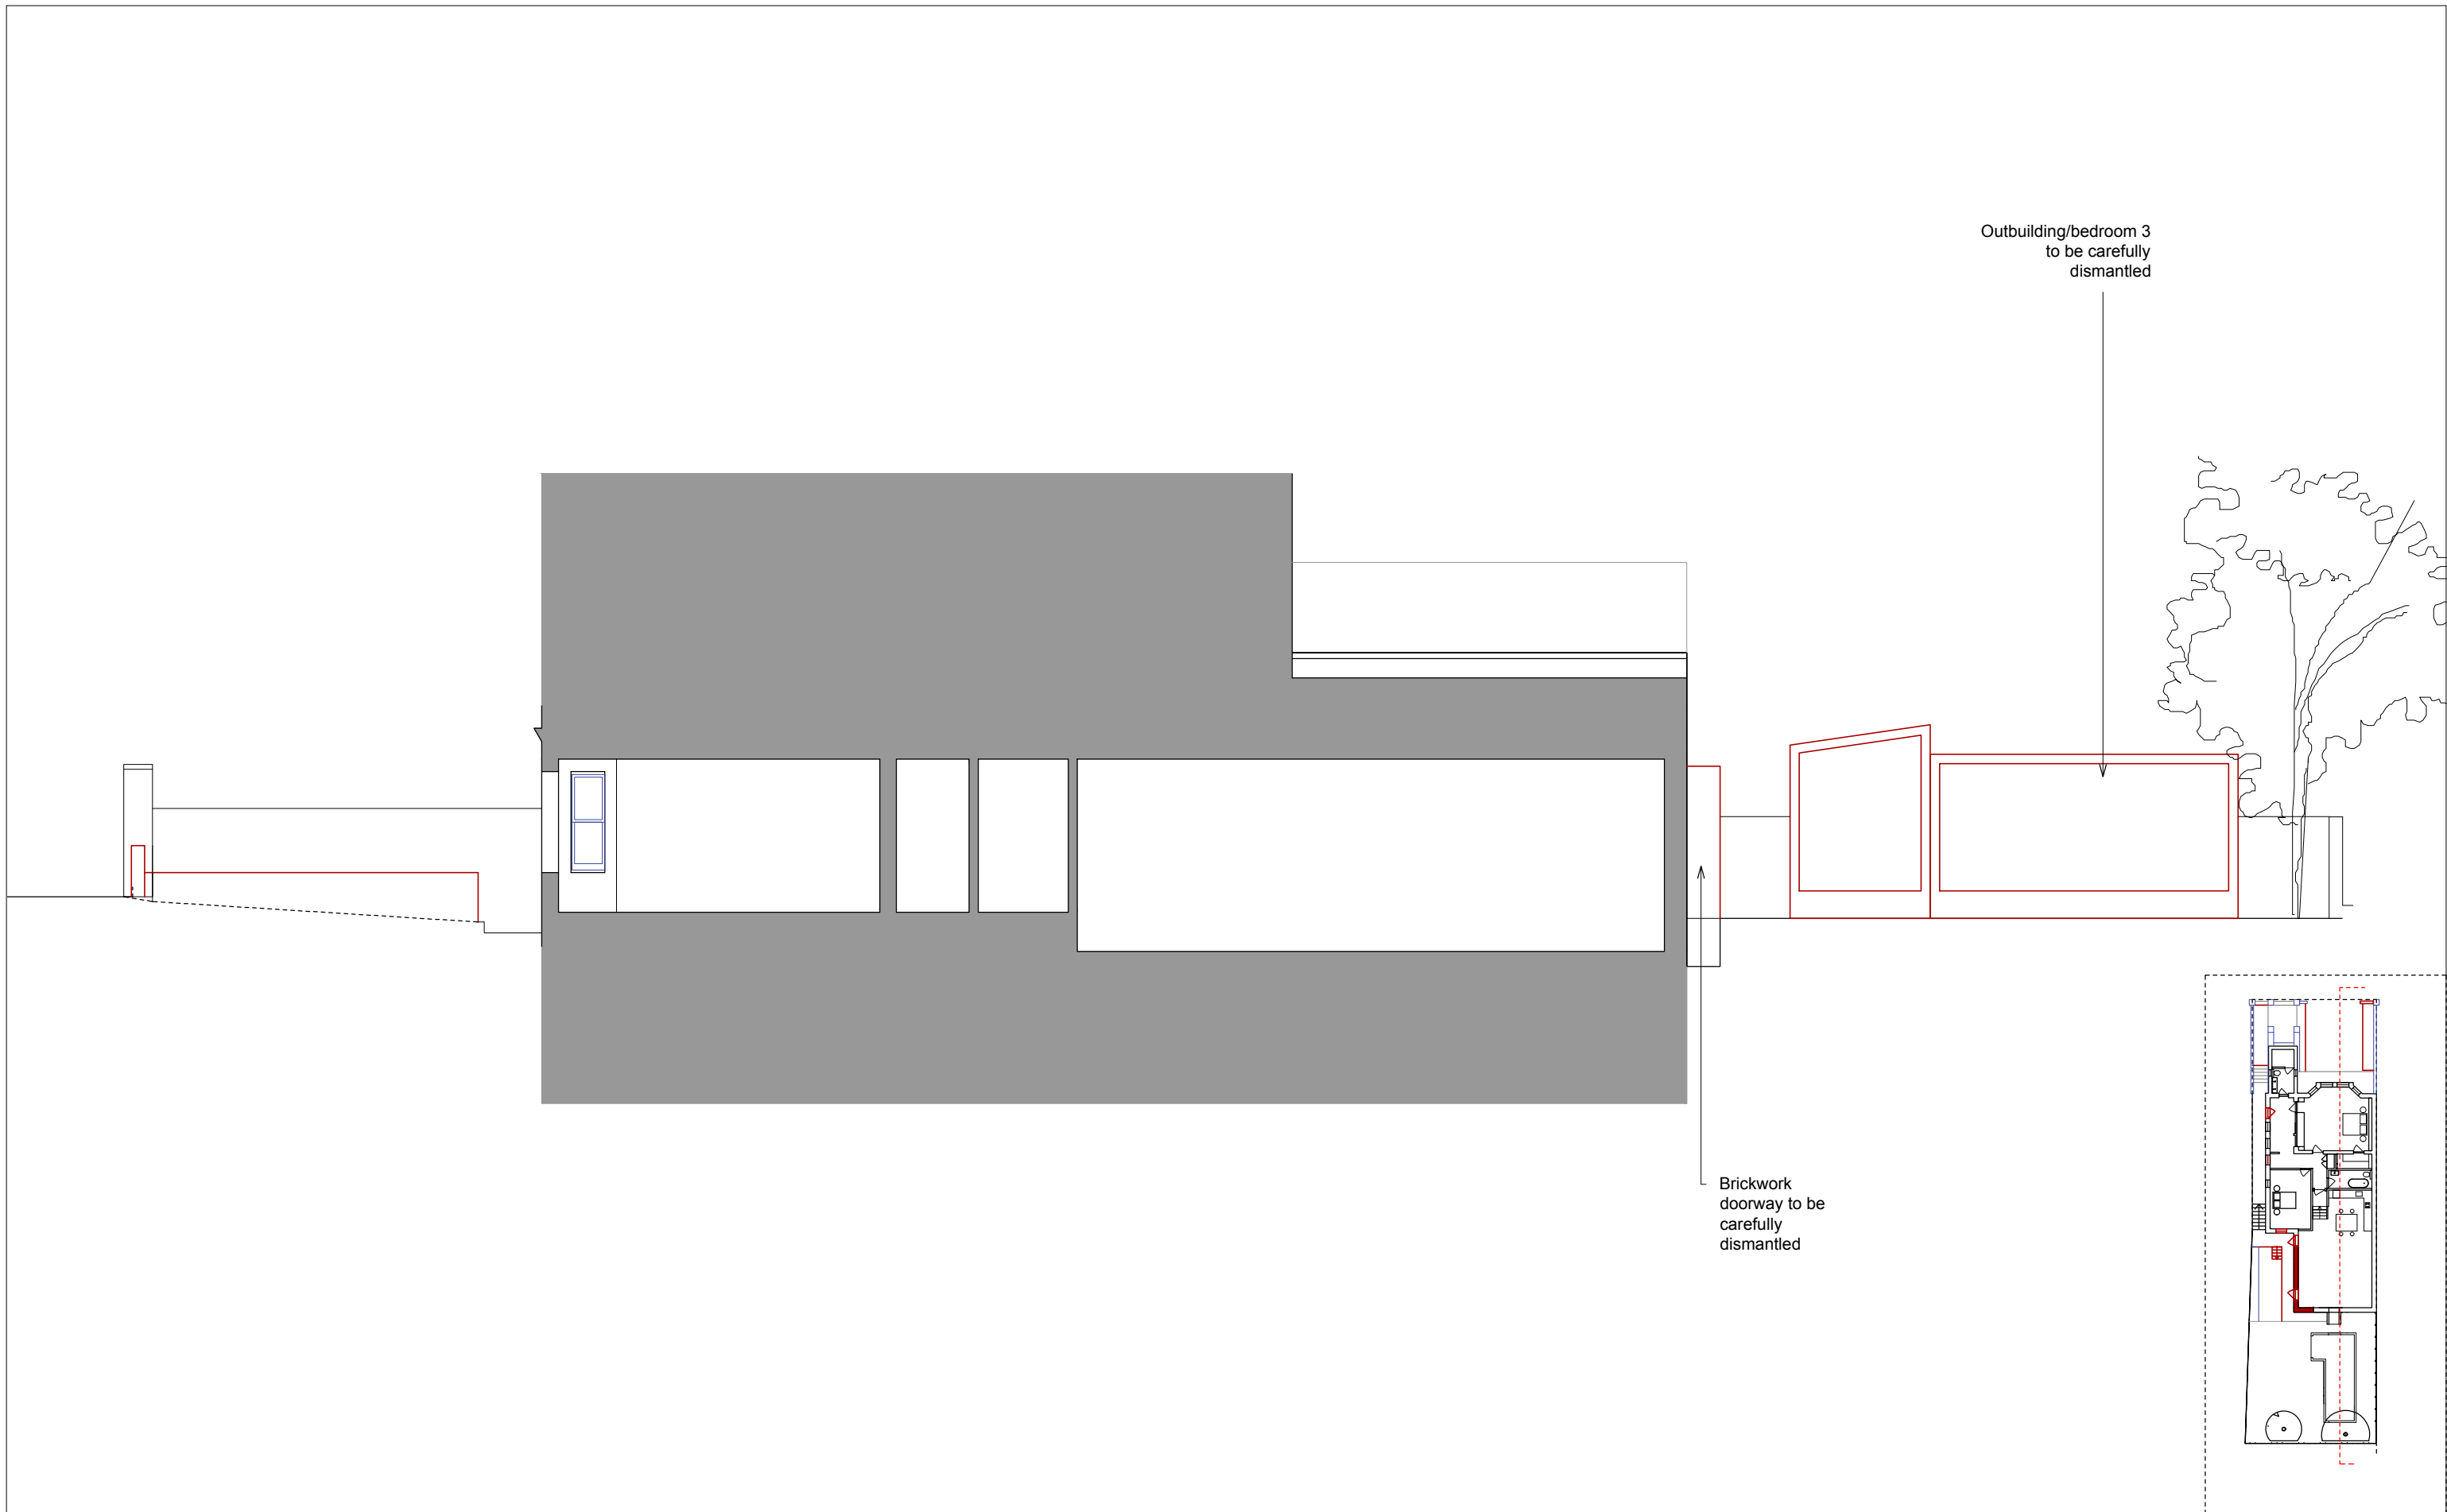 Outbuilding/bedroom 3
to be carefully
dismantled
Brickwork
doorway to be
carefully
dismantled